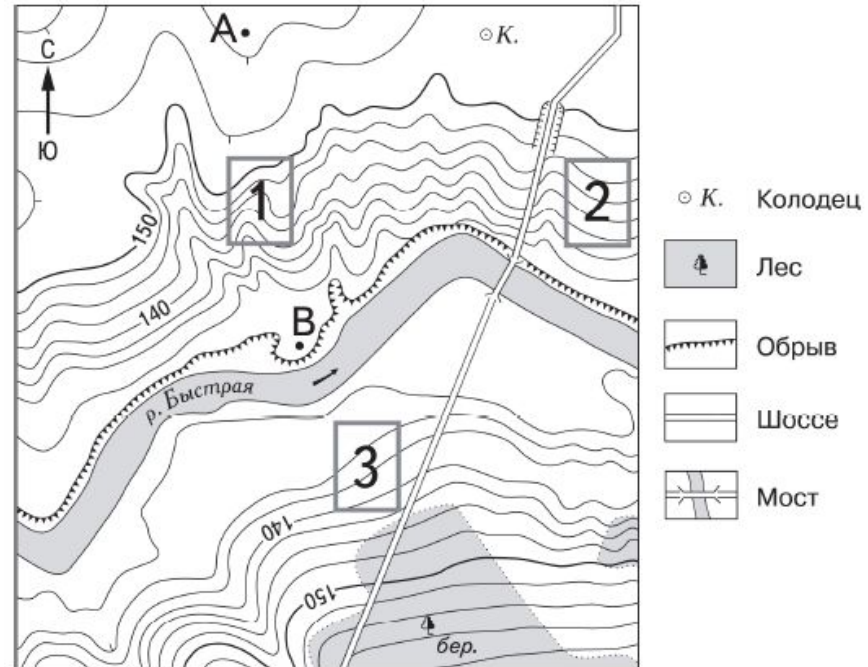 А
К.
С
Ю
1
2
150
140
В
р. Быстрая
3
140
150
бер.
К. Колодец
Лес
Обрыв
Шоссе
Мост